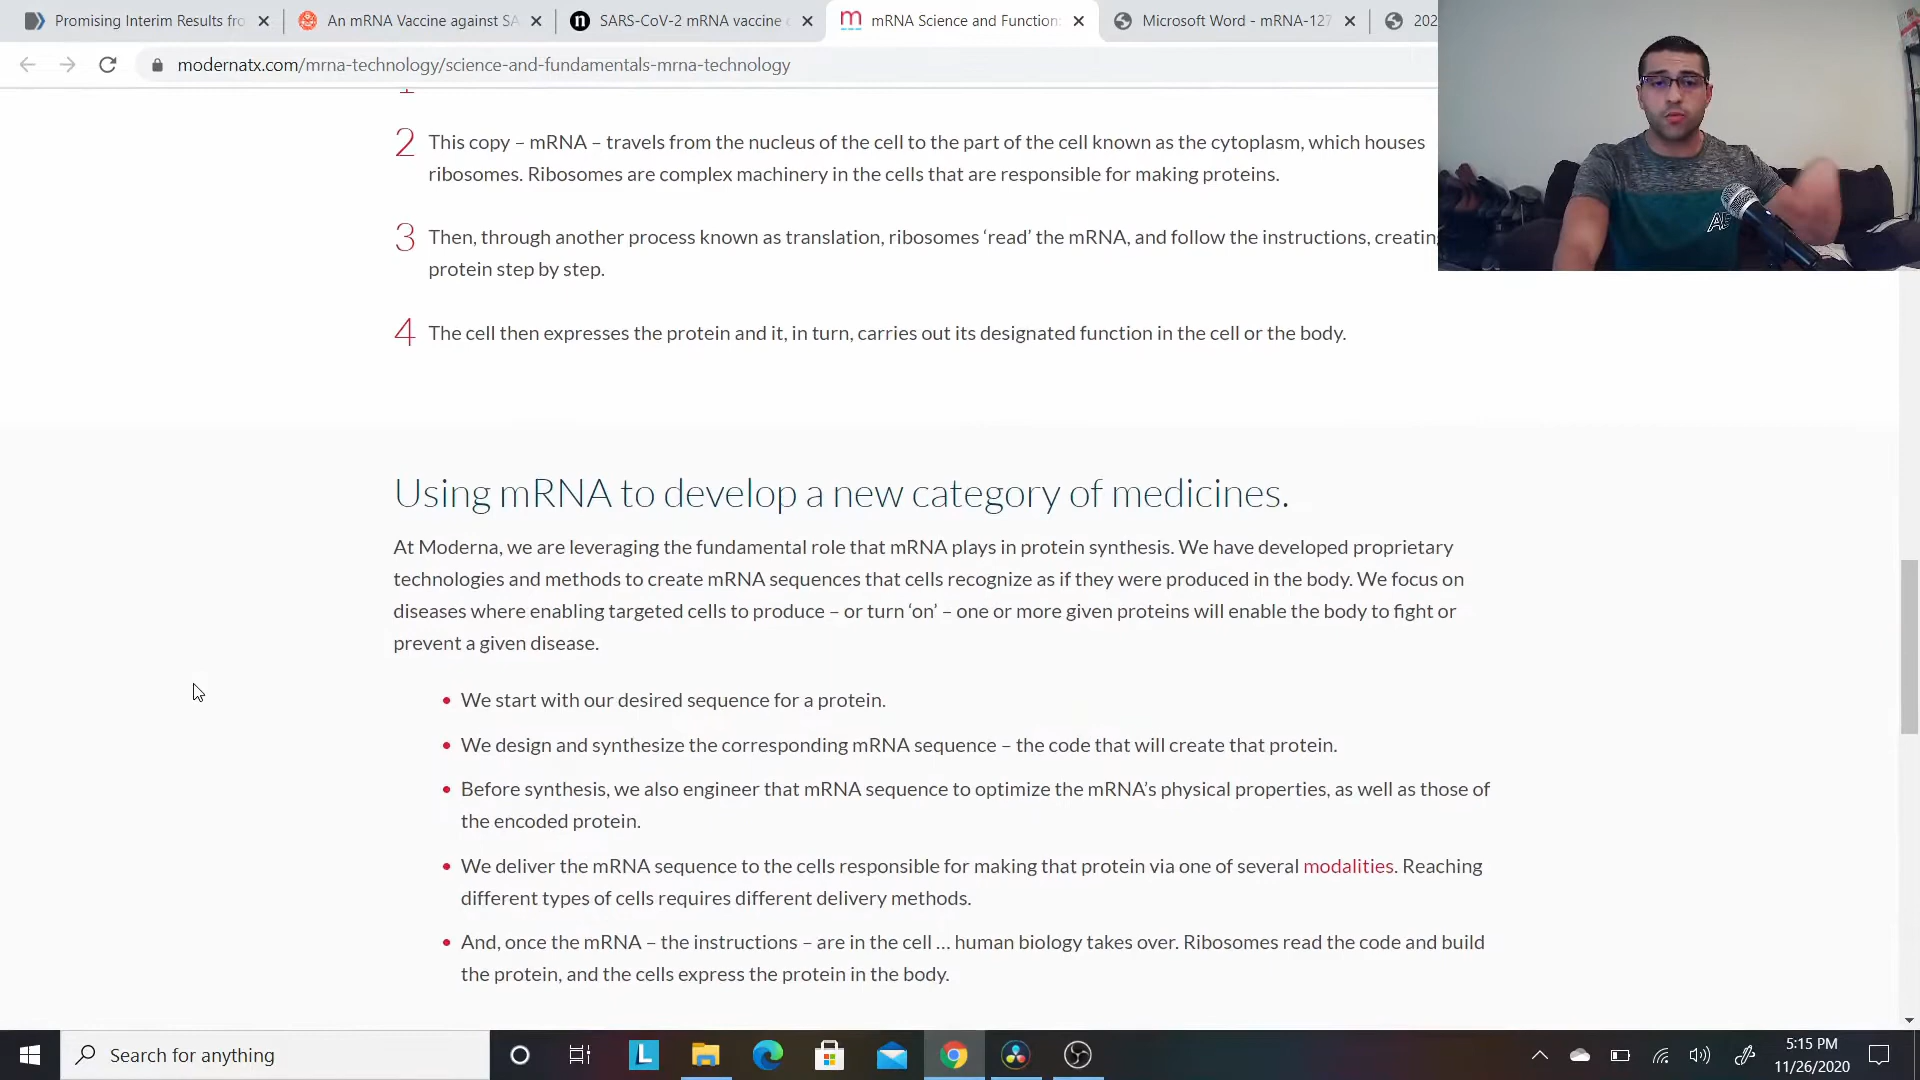 Promising Interim Results fro
An mRNA Vaccine against SA
SARS-CoV-2 mRNA vaccine
mRNA Science and Function
Microsoft Word - mRNA-127
202
modernatx.com/mrna-technology/science-and-fundamentals-mrna-technology
2 This copy – mRNA – travels from the nucleus of the cell to the part of the cell known as the cytoplasm, which houses
ribosomes. Ribosomes are complex machinery in the cells that are responsible for making proteins.
3 Then, through another process known as translation, ribosomes ‘read’ the mRNA, and follow the instructions, creatin
protein step by step.
4 The cell then expresses the protein and it, in turn, carries out its designated function in the cell or the body.
Using mRNA to develop a new category of medicines.
At Moderna, we are leveraging the fundamental role that mRNA plays in protein synthesis. We have developed proprietary
technologies and methods to create mRNA sequences that cells recognize as if they were produced in the body. We focus on
diseases where enabling targeted cells to produce – or turn ‘on’ – one or more given proteins will enable the body to fight or
prevent a given disease.
• We start with our desired sequence for a protein.
• We design and synthesize the corresponding mRNA sequence – the code that will create that protein.
• Before synthesis, we also engineer that mRNA sequence to optimize the mRNA’s physical properties, as well as those of
the encoded protein.
• We deliver the mRNA sequence to the cells responsible for making that protein via one of several modalities. Reaching
different types of cells requires different delivery methods.
• And, once the mRNA – the instructions – are in the cell … human biology takes over. Ribosomes read the code and build
the protein, and the cells express the protein in the body.
Search for anything
L
5:15 PM
11/26/2020